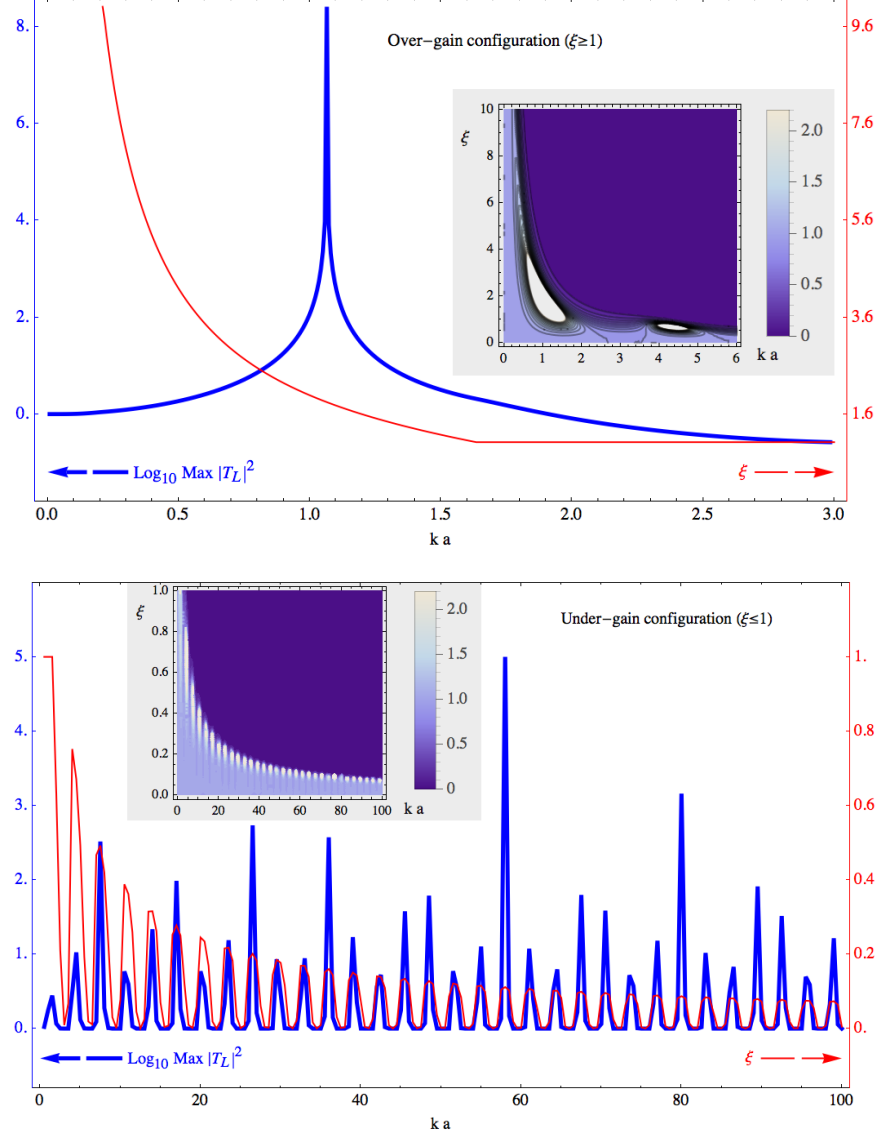 8.
6.
4.
2.
0.
9.6
7.6
5.6
3.6
1.6
Over−gain configuration (ξ≥1)
ξ
10
8
6
4
2
0
0 1 2 3 4 5 6
k a
2.0
1.5
1.0
0.5
0
Log10 Max |TL|2
ξ
0.0 0.5 1.0 1.5 2.0 2.5 3.0
k a
5.
4.
3.
2.
1.
0.
1.
0.8
0.6
0.4
0.2
0.
Under−gain configuration (ξ≤1)
ξ
1.0
0.8
0.6
0.4
0.2
0.0
0 20 40 60 80 100
k a
2.0
1.5
1.0
0.5
0
Log10 Max |TL|2
ξ
0 20 40 60 80 100
k a